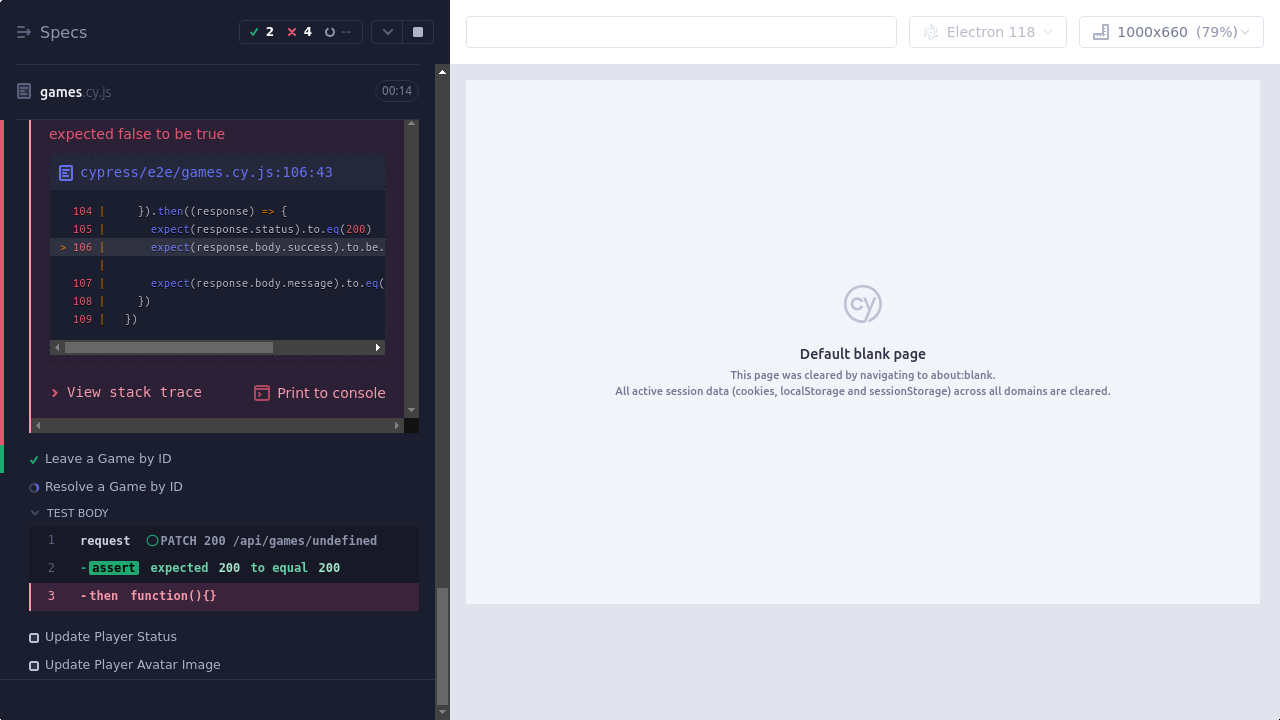 Specs
2
4
--
Electron 118
1000x660 (79%)
games.cy.js
00:14
expected false to be true
cypress/e2e/games.cy.js:106:43
104 | }).then((response) => {
105 | expect(response.status).to.eq(200)
> 106 | expect(response.body.success).to.be.
|
107 | expect(response.body.message).to.eq(
108 | })
109 | })
View stack trace
Print to console
Leave a Game by ID
Resolve a Game by ID
TEST BODY
1 request PATCH 200 /api/games/undefined
2 -assert expected 200 to equal 200
3 -then function(){}
Update Player Status
Update Player Avatar Image
cy
Default blank page
This page was cleared by navigating to about:blank.
All active session data (cookies, localStorage and sessionStorage) across all domains are cleared.